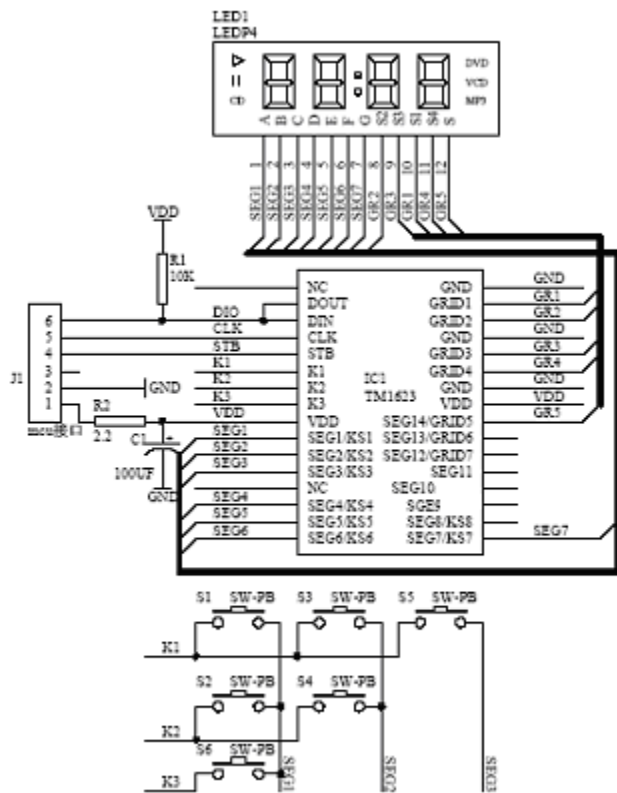 LED1
LEDP4
DVD
VCD
CD
MP3
A B C D E F G S2 S3 S1 S4 S
1 2 3 4 5 6 7 8 9 10 11 12
SEG1 SEG2 SEG3 SEG4 SEG5 SEG6 SEG7 GR2 GR3 GR1 GR4 GR5
VDD
R1
10K
J1
6 DIO
5 CLK
4 STB
3 K1
2 GND K2
1 K3
R2 VDD
2.2
mcu接口
C1 +
100UF
GND
SEG1
SEG2
SEG3
SEG4
SEG5
SEG6
NC GND GND
DOUT GRID1 GR1
DIN GRID2 GR2
CLK GND GND
STB GRID3 GR3
K1 GRID4 GR4
K2 GND GND
K3 VDD VDD
IC1
TM1623
VDD SEG14/GRID5 GR5
SEG1/KS1 SEG13/GRID6
SEG2/KS2 SEG12/GRID7
SEG3/KS3 SEG11
NC SEG10
SEG4/KS4 SGE9
SEG5/KS5 SEG8/KS8
SEG6/KS6 SEG7/KS7 SEG7
S1 SW-PB S3 SW-PB S5 SW-PB
K1
S2 SW-PB S4 SW-PB
K2
S6 SW-PB
K3
SEG1 SEG2 SEG3